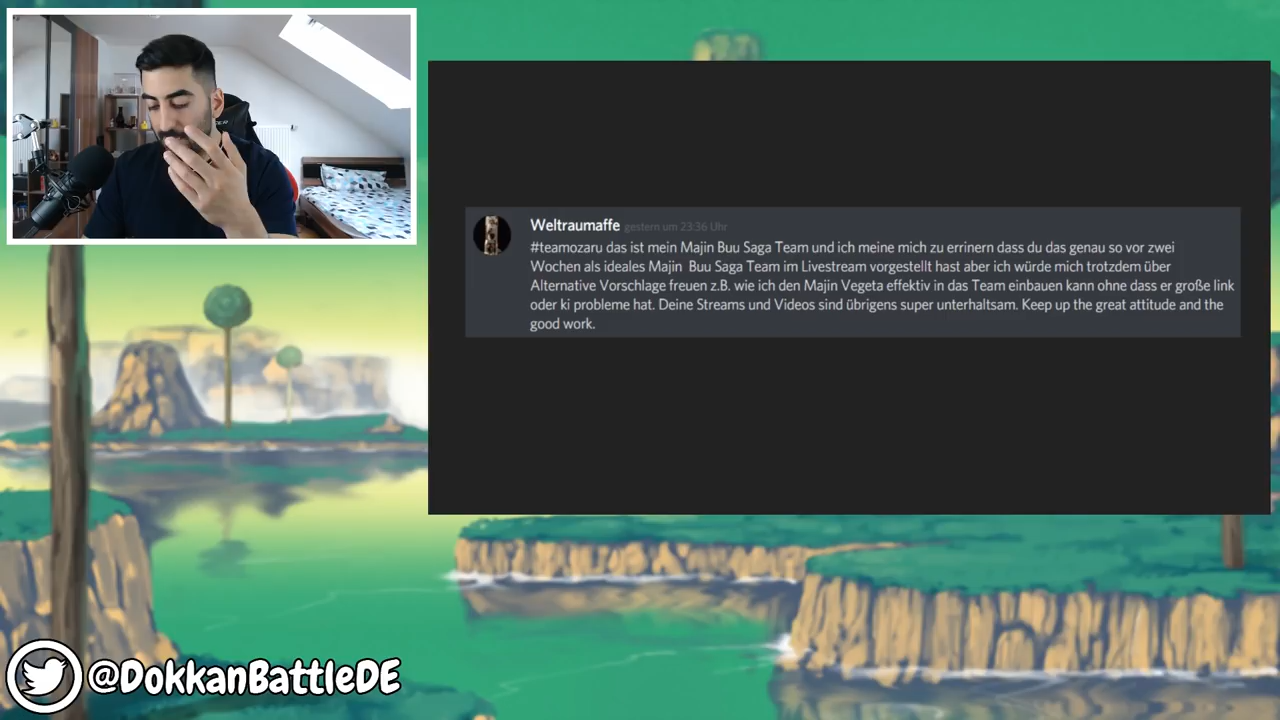 Weltraumaffe gestern um 23:36 Uhr
#teamozaru das ist mein Majin Buu Saga Team und ich meine mich zu errinern dass du das genau so vor zwei
Wochen als ideales Majin Buu Saga Team im Livestream vorgestellt hast aber ich würde mich trotzdem über
Alternative Vorschlage freuen z.B. wie ich den Majin Vegeta effektiv in das Team einbauen kann ohne dass er große link
oder ki probleme hat. Deine Streams und Videos sind übrigens super unterhaltsam. Keep up the great attitude and the
good work.
@DokkanBattleDE